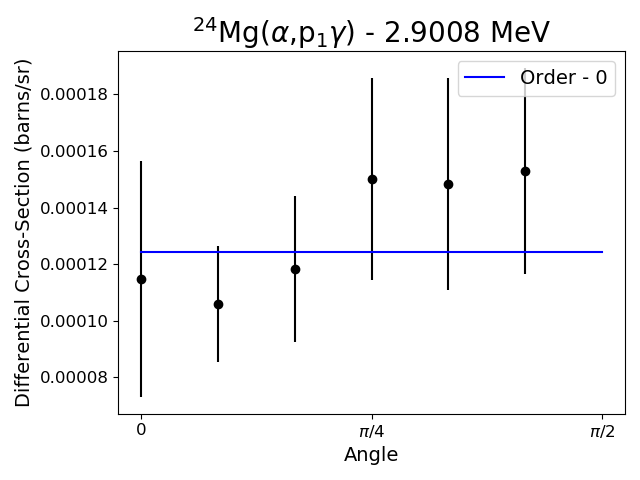 ²⁴Mg(α,p₁γ) - 2.9008 MeV
Order - 0
Differential Cross-Section (barns/sr)
0.00018
0.00016
0.00014
0.00012
0.00010
0.00008
0
π/4
π/2
Angle